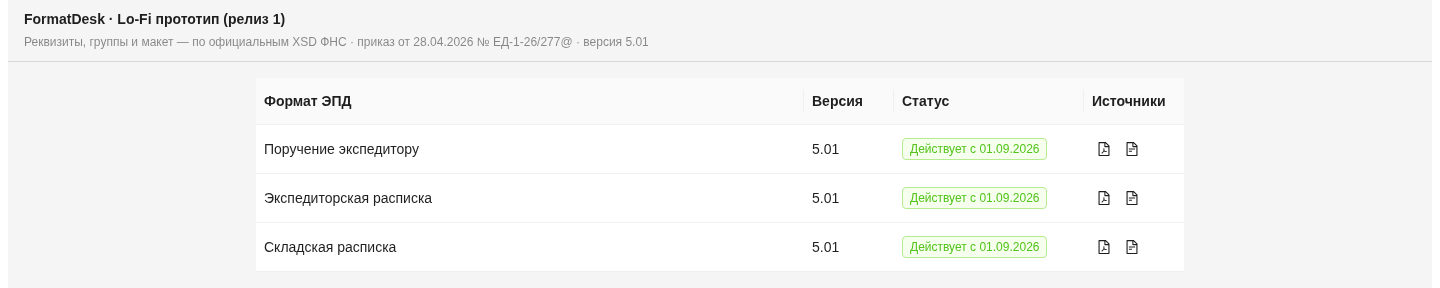 FormatDesk · Lo-Fi прототип (релиз 1)
Реквизиты, группы и макет — по официальным XSD ФНС · приказ от 28.04.2026 № ЕД-1-26/277@ · версия 5.01
Формат ЭПД Версия Статус Источники
Поручение экспедитору 5.01 Действует с 01.09.2026
Экспедиторская расписка 5.01 Действует с 01.09.2026
Складская расписка 5.01 Действует с 01.09.2026